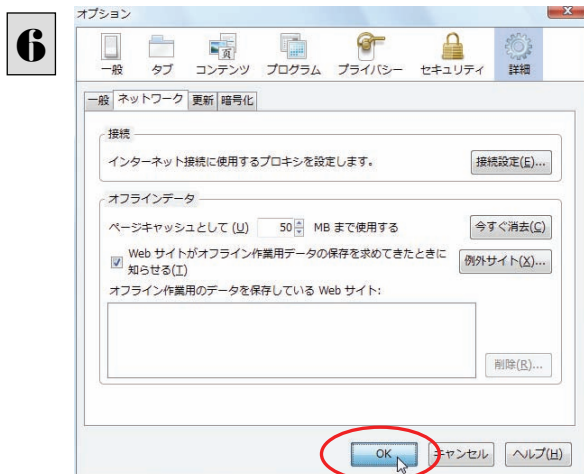 6
オプション
一般 タブ コンテンツ プログラム プライバシー セキュリティ 詳細
一般 ネットワーク 更新 暗号化
接続
インターネット接続に使用するプロキシを設定します。 接続設定(E)...
オフラインデータ
ページキャッシュとして (U) 50 MB まで使用する 今すぐ消去(C)
Web サイトがオフライン作業用データの保存を求めてきたときに
知らせる(T) 例外サイト(X)...
オフライン作業用のデータを保存している Web サイト:
削除(R)...
OK キャンセル ヘルプ(H)